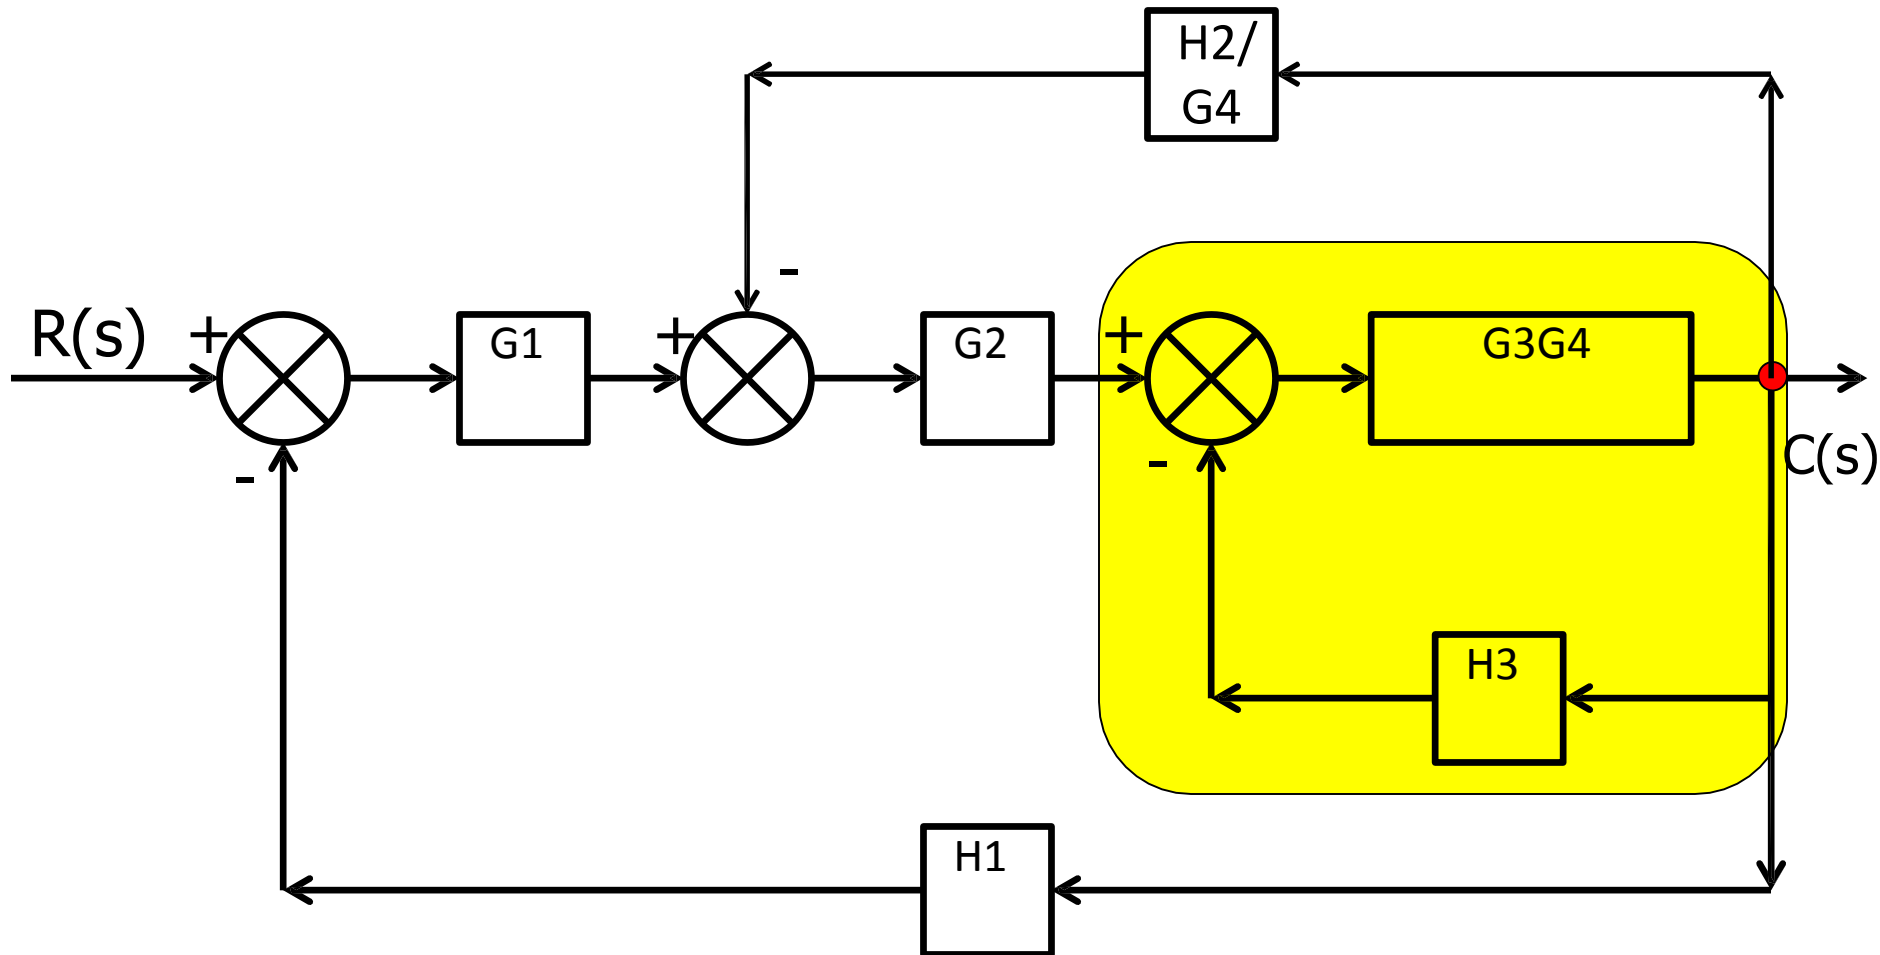 H2/
G4
R(s)
+
G1
+
-
G2
+
G3G4
-
-
C(s)
H3
H1